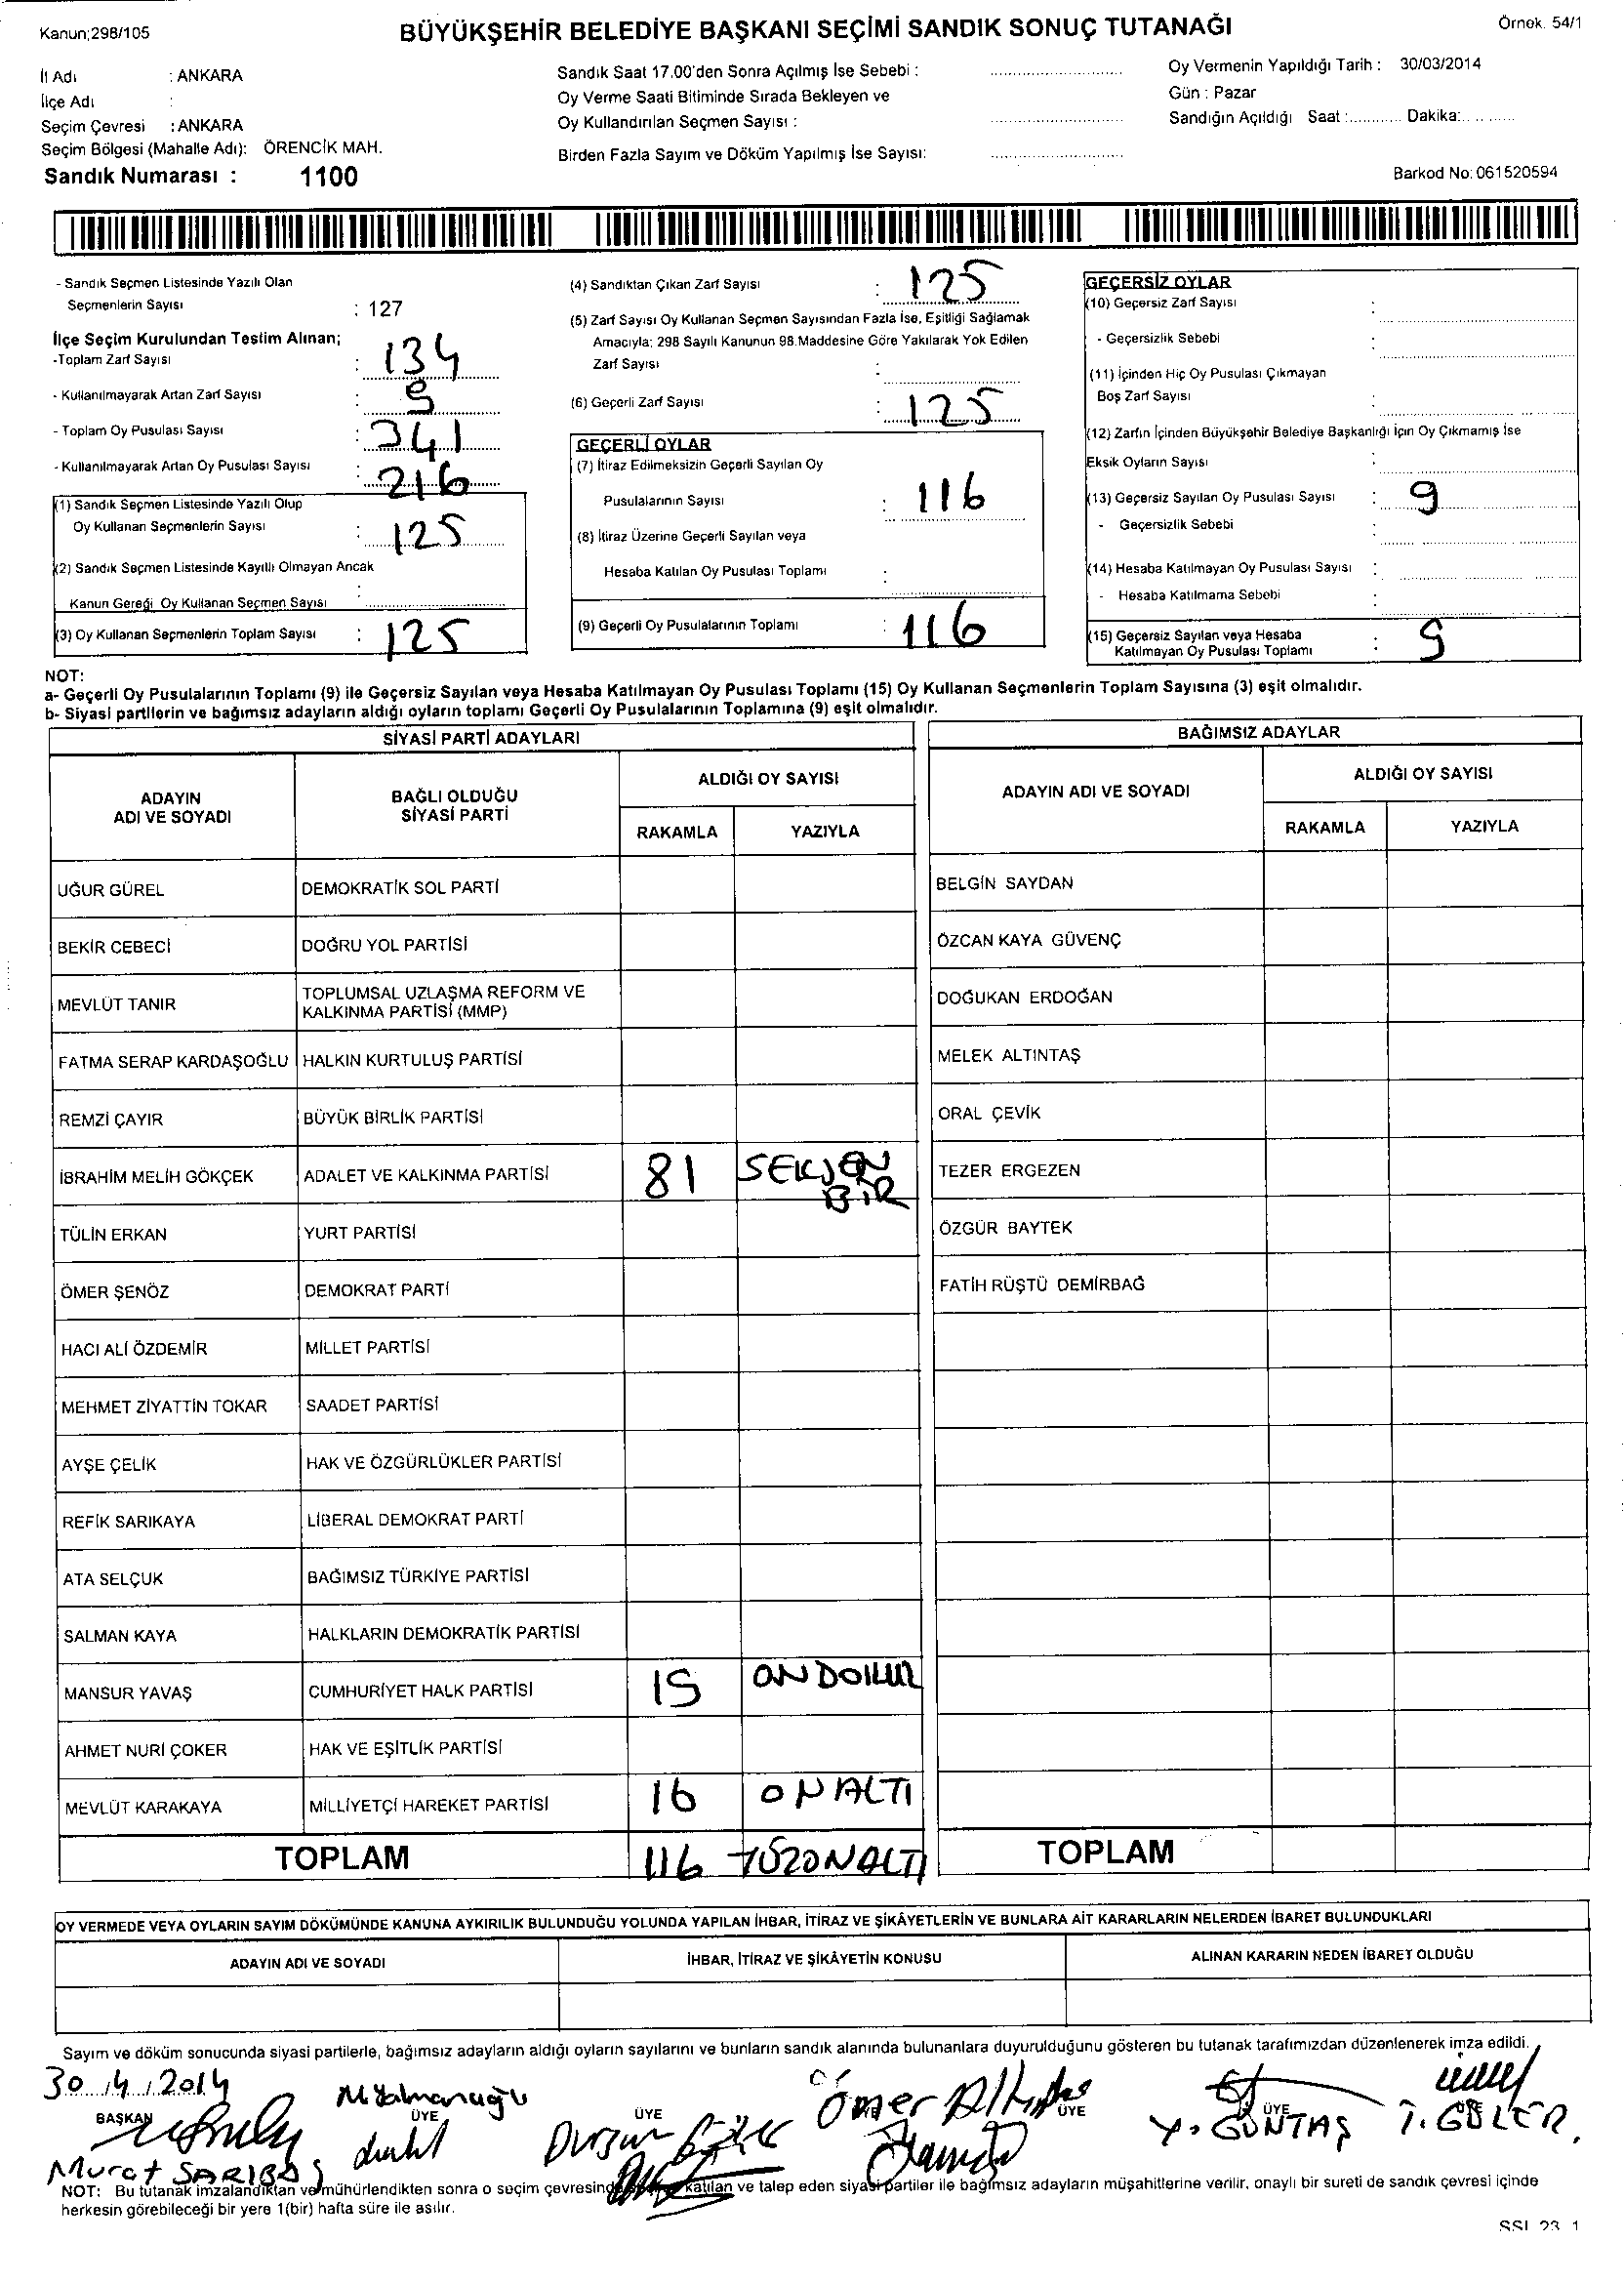 Kanun;298/105
BÜYÜKŞEHİR BELEDİYE BAŞKANI SEÇİMİ SANDIK SONUÇ TUTANAĞI
Örnek. 54/1
İl Adı : ANKARA
İlçe Adı :
Seçim Çevresi : ANKARA
Seçim Bölgesi (Mahalle Adı): ÖRENCİK MAH.
Sandık Numarası : 1100
Sandık Saat 17.00'den Sonra Açılmış İse Sebebi :
Oy Verme Saati Bitiminde Sırada Bekleyen ve
Oy Kullandırılan Seçmen Sayısı :
Birden Fazla Sayım ve Döküm Yapılmış İse Sayısı:
Oy Vermenin Yapıldığı Tarih : 30/03/2014
Gün : Pazar
Sandığın Açıldığı Saat :........... Dakika:...........
Barkod No: 061520594
- Sandık Seçmen Listesinde Yazılı Olan
Seçmenlerin Sayısı : 127
İlçe Seçim Kurulundan Teslim Alınan;
-Toplam Zarf Sayısı : 134
- Kullanılmayarak Artan Zarf Sayısı : 9
- Toplam Oy Pusulası Sayısı : 341
- Kullanılmayarak Artan Oy Pusulası Sayısı : 216
(1) Sandık Seçmen Listesinde Yazılı Olup
Oy Kullanan Seçmenlerin Sayısı : 125
(2) Sandık Seçmen Listesinde Kayıtlı Olmayan Ancak
Kanun Gereği Oy Kullanan Seçmen Sayısı :
(3) Oy Kullanan Seçmenlerin Toplam Sayısı : 125
(4) Sandıktan Çıkan Zarf Sayısı : 125
(5) Zarf Sayısı Oy Kullanan Seçmen Sayısından Fazla İse, Eşitliği Sağlamak
Amacıyla; 298 Sayılı Kanunun 98.Maddesine Göre Yakılarak Yok Edilen
Zarf Sayısı :
(6) Geçerli Zarf Sayısı : 125
GEÇERLİ OYLAR
(7) İtiraz Edilmeksizin Geçerli Sayılan Oy
Pusulalarının Sayısı : 116
(8) İtiraz Üzerine Geçerli Sayılan veya
Hesaba Katılan Oy Pusulası Toplamı :
(9) Geçerli Oy Pusulalarının Toplamı : 116
GEÇERSİZ OYLAR
(10) Geçersiz Zarf Sayısı :
- Geçersizlik Sebebi :
(11) İçinden Hiç Oy Pusulası Çıkmayan
Boş Zarf Sayısı :
(12) Zarfın İçinden Büyükşehir Belediye Başkanlığı İçin Oy Çıkmamış İse
Eksik Oyların Sayısı :
(13) Geçersiz Sayılan Oy Pusulası Sayısı : 9
- Geçersizlik Sebebi :
(14) Hesaba Katılmayan Oy Pusulası Sayısı :
- Hesaba Katılmama Sebebi :
(15) Geçersiz Sayılan veya Hesaba
Katılmayan Oy Pusulası Toplamı : 9
NOT:
a- Geçerli Oy Pusulalarının Toplamı (9) ile Geçersiz Sayılan veya Hesaba Katılmayan Oy Pusulası Toplamı (15) Oy Kullanan Seçmenlerin Toplam Sayısına (3) eşit olmalıdır.
b- Siyasi partilerin ve bağımsız adayların aldığı oyların toplamı Geçerli Oy Pusulalarının Toplamına (9) eşit olmalıdır.
SİYASİ PARTİ ADAYLARI
ADAYIN ADI VE SOYADI
BAĞLI OLDUĞU SİYASİ PARTİ
ALDIĞI OY SAYISI
RAKAMLA YAZIYLA
UĞUR GÜREL DEMOKRATİK SOL PARTİ
BEKİR CEBECİ DOĞRU YOL PARTİSİ
MEVLÜT TANIR TOPLUMSAL UZLAŞMA REFORM VE
KALKINMA PARTİSİ (MMP)
FATMA SERAP KARDAŞOĞLU HALKIN KURTULUŞ PARTİSİ
REMZİ ÇAYIR BÜYÜK BİRLİK PARTİSİ
İBRAHİM MELİH GÖKÇEK ADALET VE KALKINMA PARTİSİ 81 SEKSEN
BİR
TÜLİN ERKAN YURT PARTİSİ
ÖMER ŞENÖZ DEMOKRAT PARTİ
HACI ALİ ÖZDEMİR MİLLET PARTİSİ
MEHMET ZİYATTİN TOKAR SAADET PARTİSİ
AYŞE ÇELİK HAK VE ÖZGÜRLÜKLER PARTİSİ
REFİK SARIKAYA LİBERAL DEMOKRAT PARTİ
ATA SELÇUK BAĞIMSIZ TÜRKİYE PARTİSİ
SALMAN KAYA HALKLARIN DEMOKRATİK PARTİSİ
MANSUR YAVAŞ CUMHURİYET HALK PARTİSİ
AHMET NURİ ÇOKER HAK VE EŞİTLİK PARTİSİ
MEVLÜT KARAKAYA MİLLİYETÇİ HAREKET PARTİSİ 16 ONALTI
TOPLAM 116 YÜZONALTI
BAĞIMSIZ ADAYLAR
ADAYIN ADI VE SOYADI
ALDIĞI OY SAYISI
RAKAMLA YAZIYLA
BELGİN SAYDAN
ÖZCAN KAYA GÜVENÇ
DOĞUKAN ERDOĞAN
MELEK ALTINTAŞ
ORAL ÇEVİK
TEZER ERGEZEN
ÖZGÜR BAYTEK
FATİH RÜŞTÜ DEMİRBAĞ
TOPLAM
OY VERMEDE VEYA OYLARIN SAYIM DÖKÜMÜNDE KANUNA AYKIRILIK BULUNDUĞU YOLUNDA YAPILAN İHBAR, İTİRAZ VE ŞİKÂYETLERİN VE BUNLARA AİT KARARLARIN NELERDEN İBARET BULUNDUKLARI
ADAYIN ADI VE SOYADI
İHBAR, İTİRAZ VE ŞİKÂYETİN KONUSU
ALINAN KARARIN NEDEN İBARET OLDUĞU
Sayım ve döküm sonucunda siyasi partilerle, bağımsız adayların aldığı oyların sayılarını ve bunların sandık alanında bulunanlara duyurulduğunu gösteren bu tutanak tarafımızdan düzenlenerek imza edildi.
30/4/2014
BAŞKAN ÜYE ÜYE ÜYE ÜYE
Murat SARIBAŞ Dursun Ömer Y. GÜNTAŞ T. GÜLER
NOT: Bu tutanak imzalandıktan ve mühürlendikten sonra o seçim çevresinde katılan ve talep eden siyasi partiler ile bağımsız adayların müşahitlerine verilir, onaylı bir sureti de sandık çevresi içinde
herkesin görebileceği bir yere 1(bir) hafta süre ile asılır.